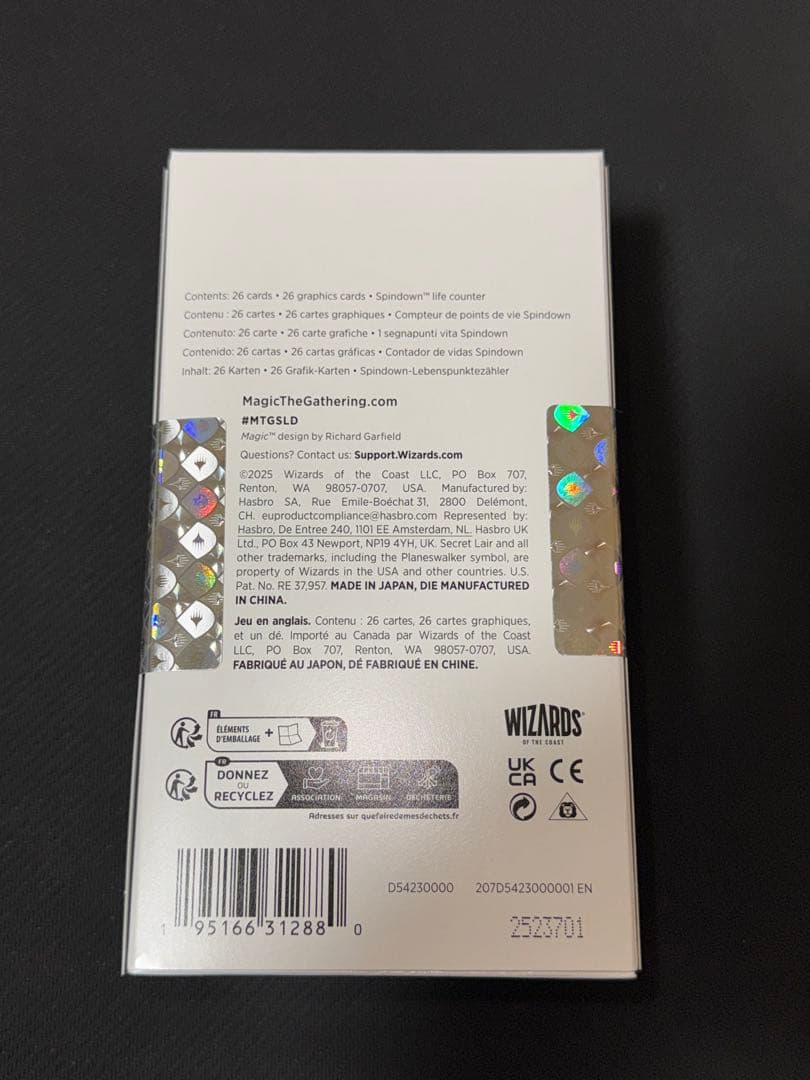 Contents: 26 cards • 26 graphics cards • Spindown™ life counter
Contenu : 26 cartes • 26 cartes graphiques • Compteur de points de vie Spindown
Contenuto: 26 carte • 26 carte grafiche • 1 segnapunti vita Spindown
Contenido: 26 cartas • 26 cartas gráficas • Contador de vidas Spindown
Inhalt: 26 Karten • 26 Grafik-Karten • Spindown-Lebenspunktezähler
MagicTheGathering.com
#MTGSLD
Magic™ design by Richard Garfield
Questions? Contact us: Support.Wizards.com
©2025 Wizards of the Coast LLC, PO Box 707,
Renton, WA 98057-0707, USA. Manufactured by:
Hasbro SA, Rue Emile-Boéchat 31, 2800 Delémont,
CH. euproductcompliance@hasbro.com Represented by:
Hasbro, De Entree 240, 1101 EE Amsterdam, NL. Hasbro UK
Ltd., PO Box 43 Newport, NP19 4YH, UK. Secret Lair and all
other trademarks, including the Planeswalker symbol, are
property of Wizards in the USA and other countries. U.S.
Pat. No. RE 37,957. MADE IN JAPAN, DIE MANUFACTURED
IN CHINA.
Jeu en anglais. Contenu : 26 cartes, 26 cartes graphiques,
et un dé. Importé au Canada par Wizards of the Coast
LLC, PO Box 707, Renton, WA 98057-0707, USA.
FABRIQUÉ AU JAPON, DÉ FABRIQUÉ EN CHINE.
FR
ÉLÉMENTS
D'EMBALLAGE +
WIZARDS®
OF THE COAST
FR
DONNEZ
OU
RECYCLEZ
ASSOCIATION MAGASIN DÉCHÈTERIE
Adresses sur quefairedemesdechets.fr
UK
CA CE
1 95166 31288 0
D54230000 207D5423000001 EN
2523701